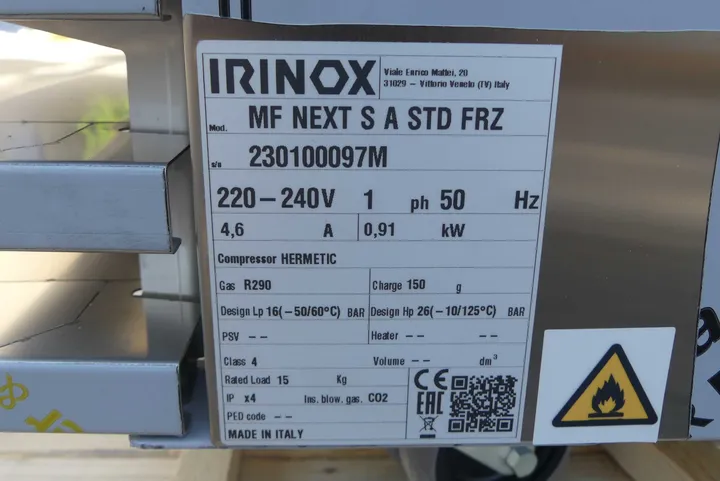 IRINOX
Viale Enrico Mattei, 20
31029 – Vittorio Veneto (TV) Italy
Mod. MF NEXT S A STD FRZ
s/n 230100097M
220–240V 1 ph 50 Hz
4,6 A 0,91 kW
Compressor HERMETIC
Gas R290 Charge 150 g
Design Lp 16(–50/60°C) BAR Design Hp 26(–10/125°C) BAR
PSV –– Heater –– ––
Class 4 Volume –– dm³
Rated Load 15 Kg
IP x4 Ins. blow. gas. CO2
PED code ––
CE
EAC
MADE IN ITALY